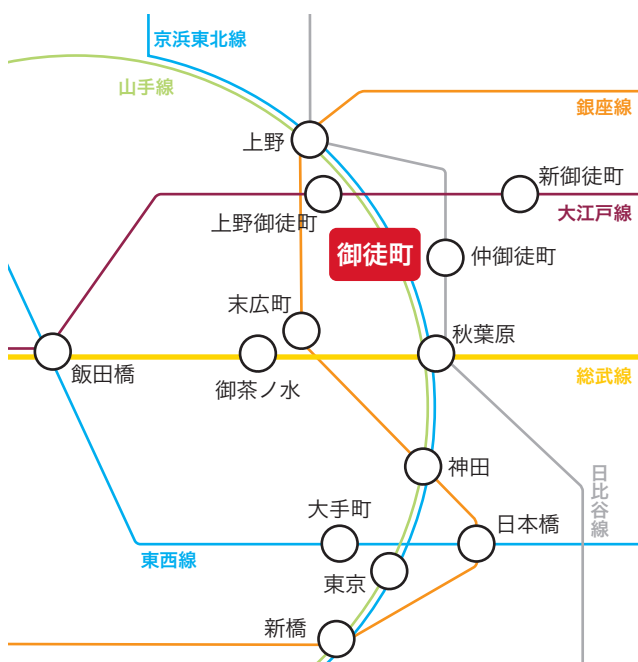 京浜東北線
山手線
銀座線
上野
新御徒町
上野御徒町
大江戸線
御徒町
仲御徒町
末広町
秋葉原
飯田橋
御茶ノ水
総武線
神田
日比谷線
大手町
日本橋
東西線
東京
新橋